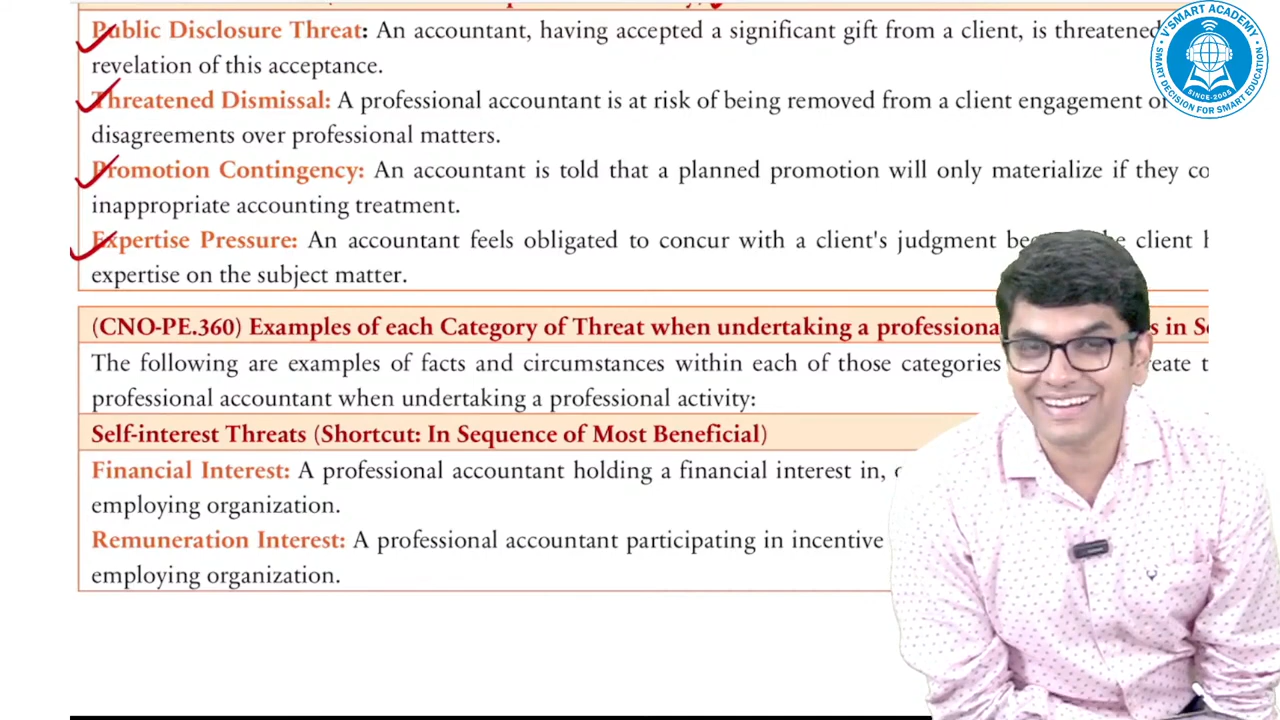 Public Disclosure Threat: An accountant, having accepted a significant gift from a client, is threatened
revelation of this acceptance.
Threatened Dismissal: A professional accountant is at risk of being removed from a client engagement or
disagreements over professional matters.
Promotion Contingency: An accountant is told that a planned promotion will only materialize if they
inappropriate accounting treatment.
Expertise Pressure: An accountant feels obligated to concur with a client's judgment client
expertise on the subject matter.
(CNO-PE.360) Examples of each Category of Threat when undertaking a in
The following are examples of facts and circumstances within each of those categories
professional accountant when undertaking a professional activity:
Self-interest Threats (Shortcut: In Sequence of Most Beneficial)
Financial Interest: A professional accountant holding a financial interest in,
employing organization.
Remuneration Interest: A professional accountant participating in incentive
employing organization.
V'SMART ACADEMY
SINCE-2005
SMART DECISION FOR SMART EDUCATION